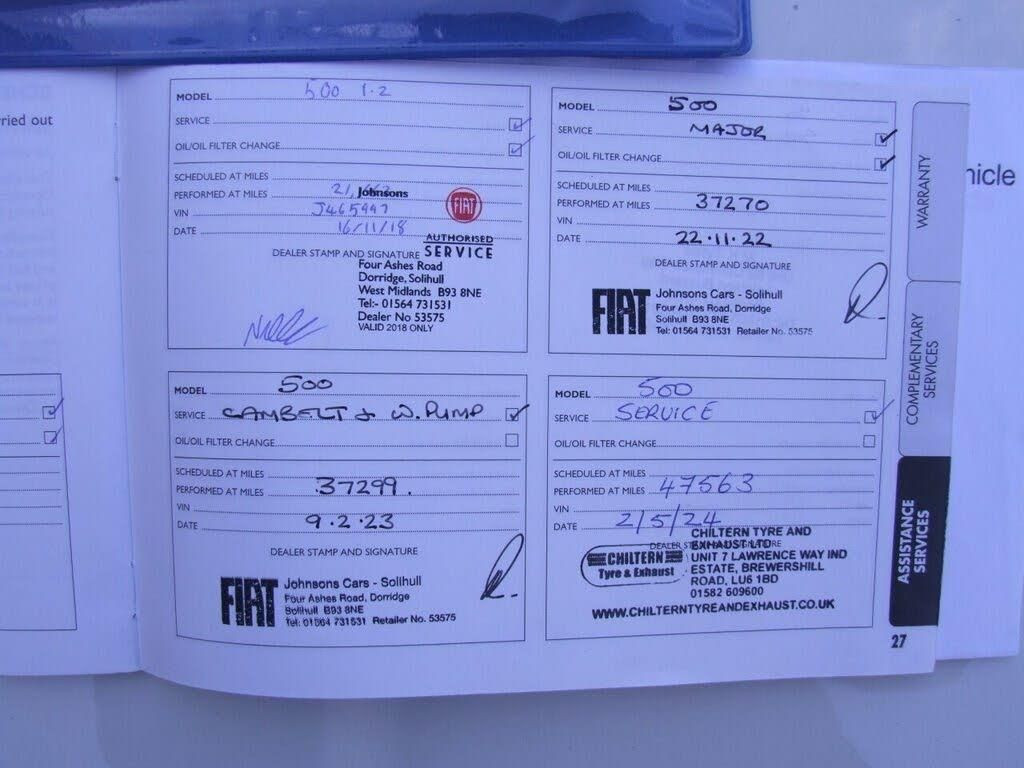 ried out
MODEL 500 1.2
SERVICE
OIL/OIL FILTER CHANGE
SCHEDULED AT MILES
PERFORMED AT MILES 21, Johnsons
VIN J465997
DATE 16/11/18
FIAT
AUTHORISED
SERVICE
DEALER STAMP AND SIGNATURE
Four Ashes Road
Dorridge, Solihull
West Midlands B93 8NE
Tel:- 01564 731531
Dealer No 53575
VALID 2018 ONLY
MODEL 500
SERVICE MAJOR
OIL/OIL FILTER CHANGE
SCHEDULED AT MILES
PERFORMED AT MILES 37270
VIN
DATE 22.11.22
DEALER STAMP AND SIGNATURE
FIAT Johnsons Cars - Solihull
Four Ashes Road, Dorridge
Solihull B93 8NE
Tel: 01564 731531 Retailer No. 53575
MODEL 500
SERVICE CAMBELT & W. PUMP
OIL/OIL FILTER CHANGE
SCHEDULED AT MILES
PERFORMED AT MILES 37299.
VIN
DATE 9.2.23
DEALER STAMP AND SIGNATURE
FIAT Johnsons Cars - Solihull
Four Ashes Road, Dorridge
Solihull B93 8NE
Tel: 01564 731531 Retailer No. 53575
MODEL 500
SERVICE SERVICE
OIL/OIL FILTER CHANGE
SCHEDULED AT MILES
PERFORMED AT MILES 47563
VIN
DATE 2/5/24
DEALER STAMP AND SIGNATURE
CHILTERN
Tyre & Exhaust
CHILTERN TYRE AND
EXHAUST LTD
UNIT 7 LAWRENCE WAY IND
ESTATE, BREWERSHILL
ROAD, LU6 1BD
01582 609600
WWW.CHILTERNTYREANDEXHAUST.CO.UK
WARRANTY
COMPLEMENTARY
SERVICES
ASSISTANCE
SERVICES
27
hicle